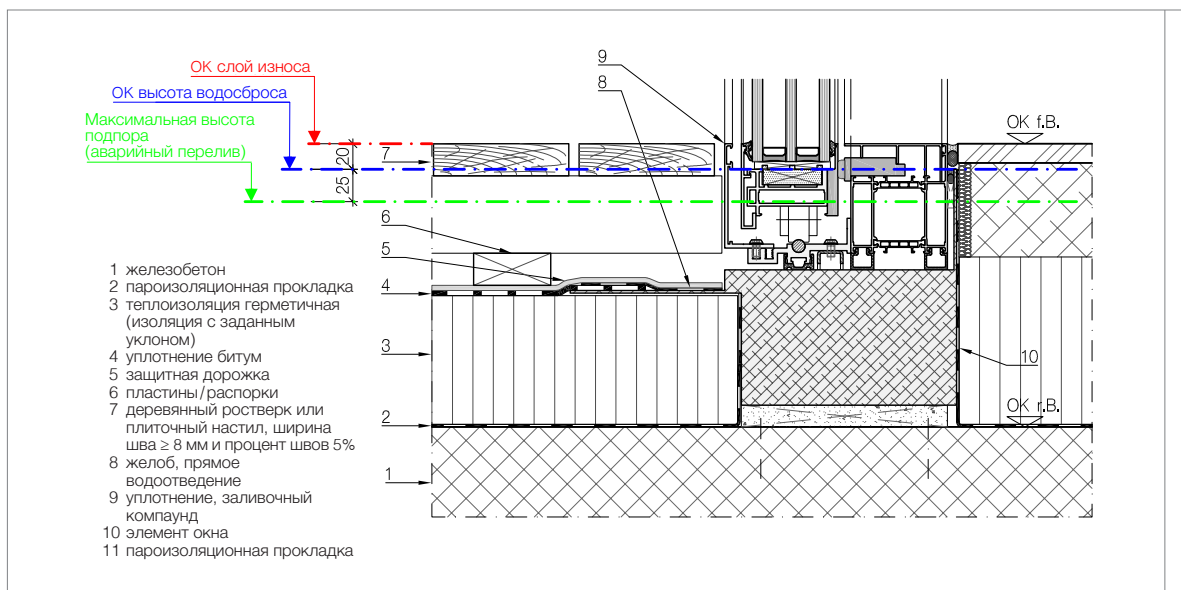 ОК слой износа
ОК высота водосброса
Максимальная высота
подпора
(аварийный перелив)
20
25
7
9
8
OK f.B.
6
5
4
3
2
1
10
OK r.B.
1 железобетон
2 пароизоляционная прокладка
3 теплоизоляция герметичная
(изоляция с заданным
уклоном)
4 уплотнение битум
5 защитная дорожка
6 пластины/распорки
7 деревянный ростверк или
плиточный настил, ширина
шва ≥ 8 мм и процент швов 5%
8 желоб, прямое
водоотведение
9 уплотнение, заливочный
компаунд
10 элемент окна
11 пароизоляционная прокладка